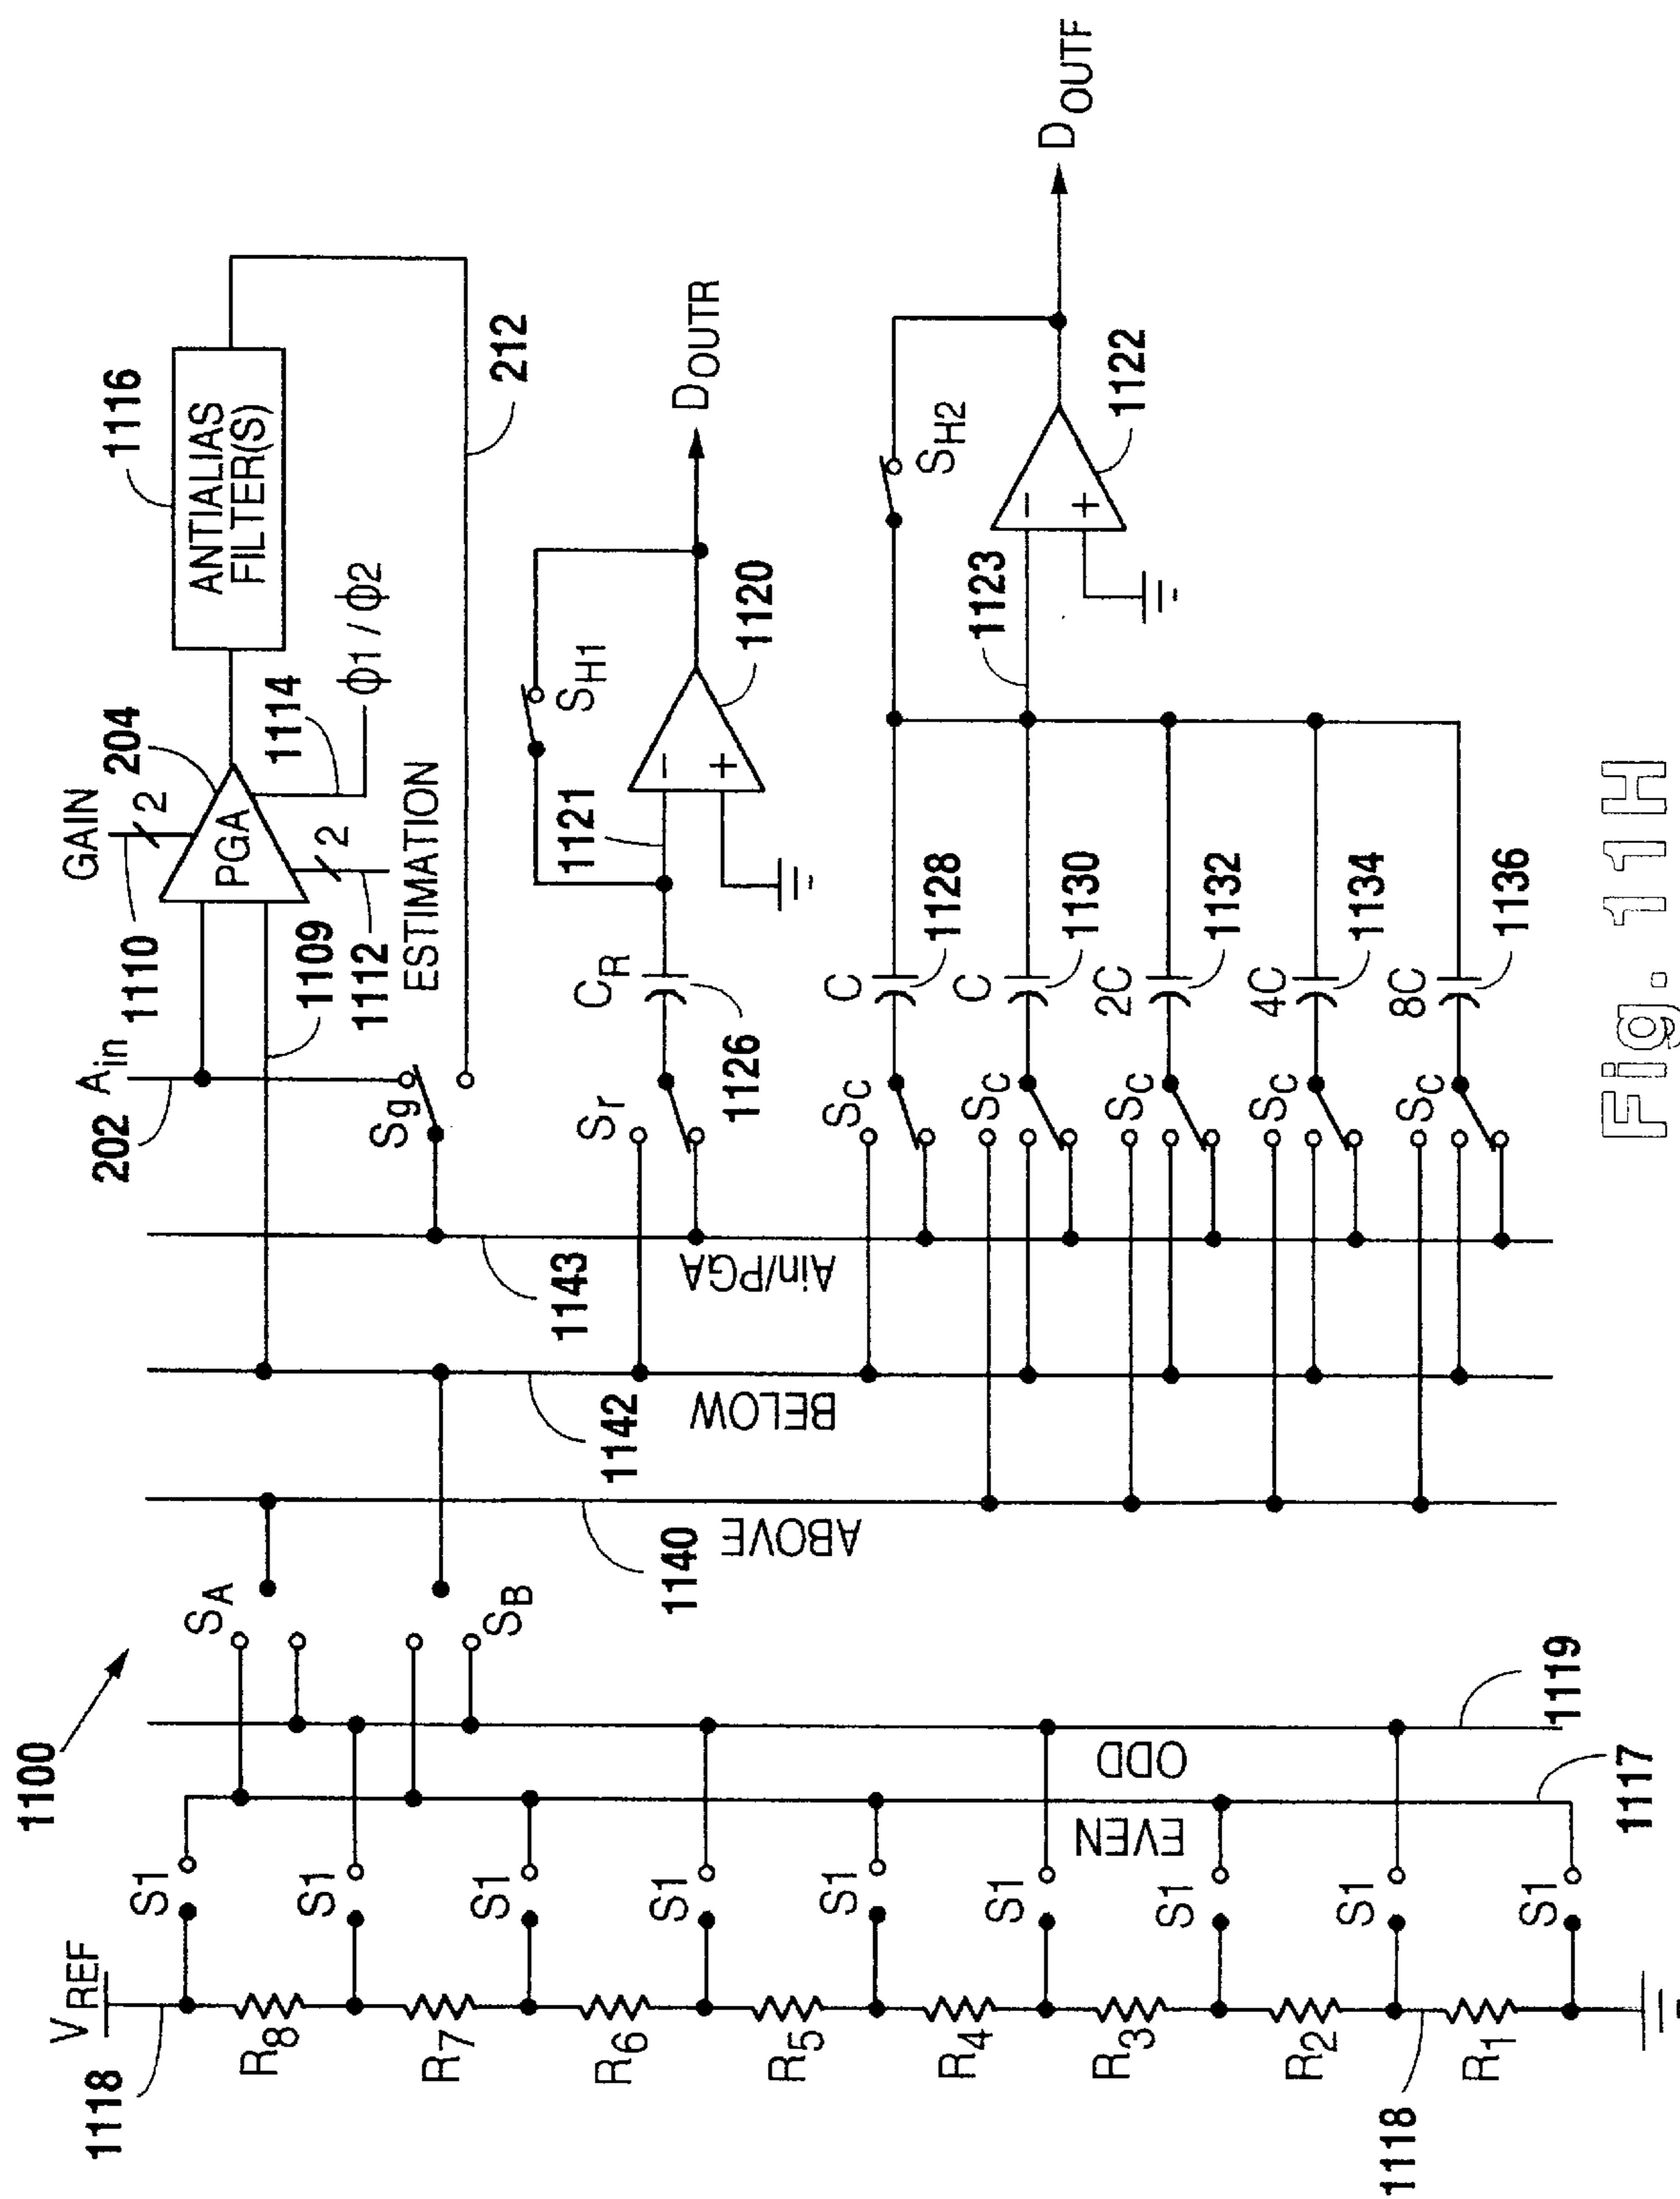 1100
V_REF
1118
R8
R7
R6
R5
R4
R3
R2
R1
1118
S1
S1
S1
S1
S1
S1
S1
S1
S1
EVEN
ODD
1117
1119
SA
SB
ABOVE
1140
BELOW
1142
Ain/PGA
1143
202
Ain
Sg
GAIN
1110
2
204
PGA
1109
1112
2
ESTIMATION
1114
ϕ1 / ϕ2
1116
ANTIALIAS
FILTER(S)
212
Sr
CR
1126
1121
-
+
SH1
1120
DOUTR
SC
SC
SC
SC
SC
C
C
2C
4C
8C
1128
1130
1132
1134
1136
1123
-
+
SH2
1122
DOUTF
Fig. 11H